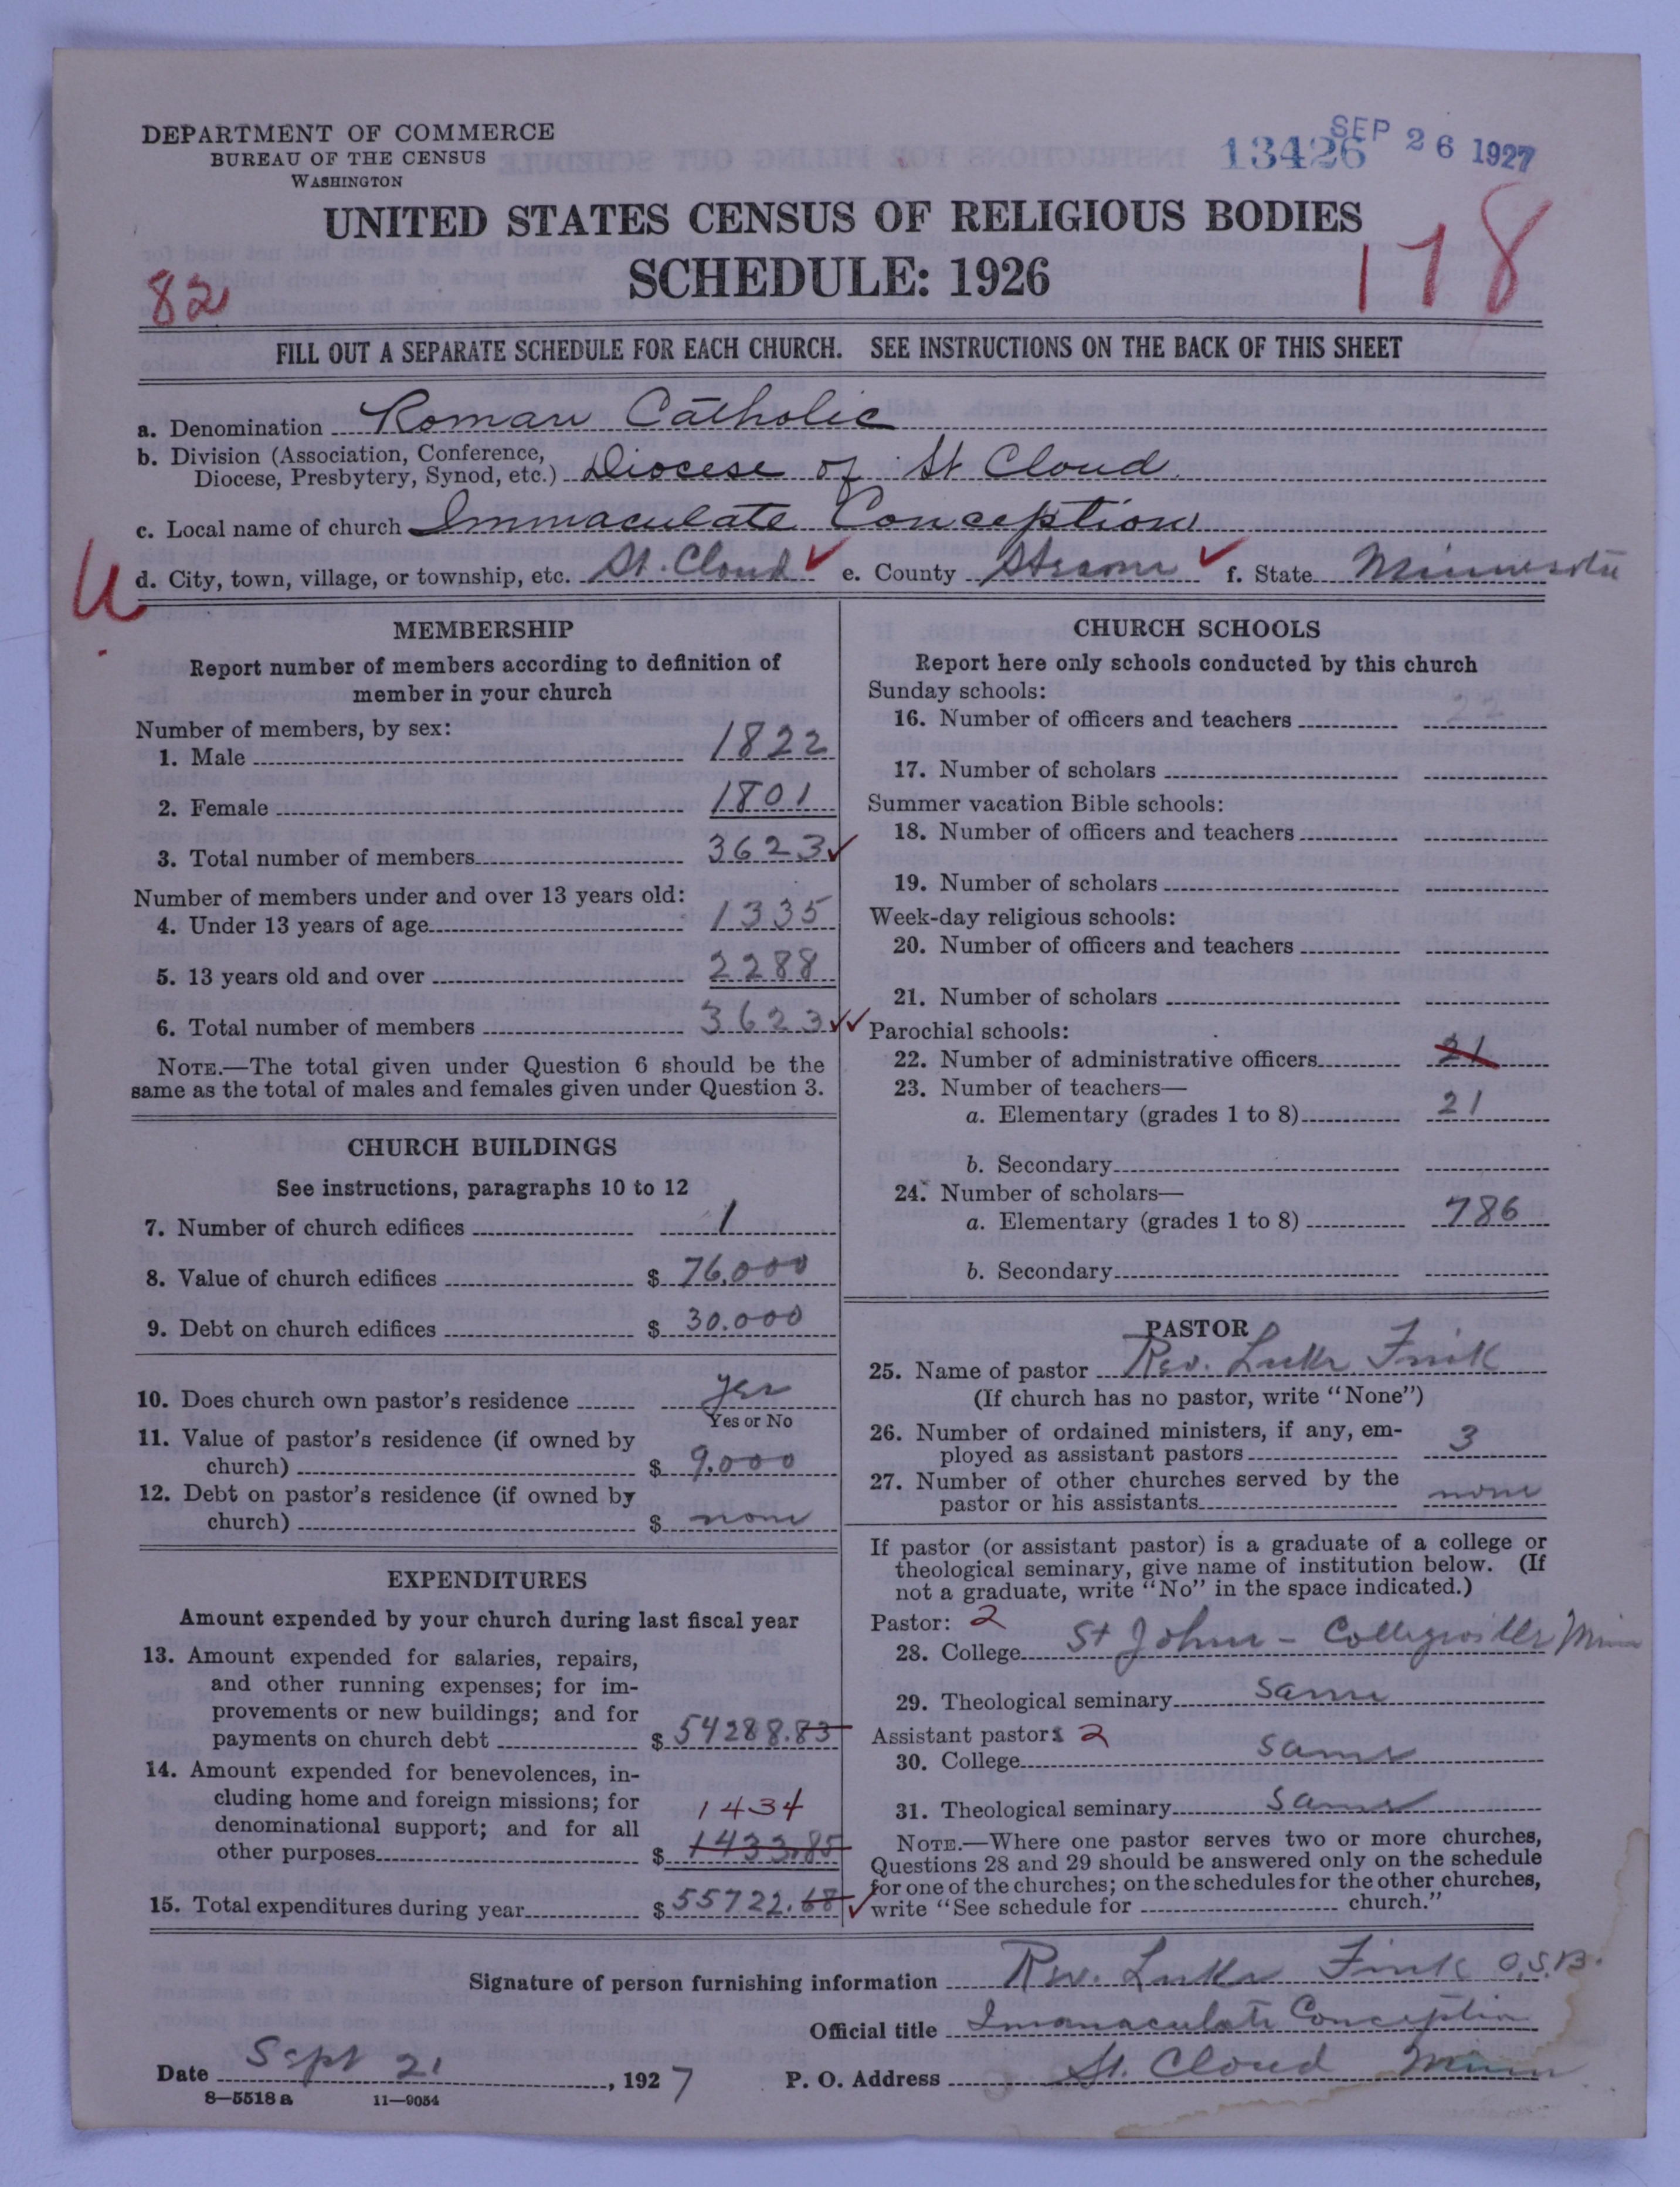 DEPARTMENT OF COMMERCE
BUREAU OF THE CENSUS
WASHINGTON
13426
SEP 26 1927
UNITED STATES CENSUS OF RELIGIOUS BODIES
SCHEDULE: 1926
82
178
FILL OUT A SEPARATE SCHEDULE FOR EACH CHURCH. SEE INSTRUCTIONS ON THE BACK OF THIS SHEET
a. Denomination Roman Catholic
b. Division (Association, Conference,
Diocese, Presbytery, Synod, etc.) Diocese of St Cloud
c. Local name of church Immaculate Conception
d. City, town, village, or township, etc. St. Cloud ✓ e. County Stearns ✓ f. State Minnesota
MEMBERSHIP
Report number of members according to definition of
member in your church
Number of members, by sex:
1. Male 1822
2. Female 1801
3. Total number of members 3623 ✓
Number of members under and over 13 years old:
4. Under 13 years of age 1335
5. 13 years old and over 2288
6. Total number of members 3623 ✓✓
NOTE.—The total given under Question 6 should be the
same as the total of males and females given under Question 3.
CHURCH BUILDINGS
See instructions, paragraphs 10 to 12
7. Number of church edifices 1
8. Value of church edifices $ 76,000
9. Debt on church edifices $ 30.000
10. Does church own pastor's residence yes
Yes or No
11. Value of pastor's residence (if owned by
church) $ 9.000
12. Debt on pastor's residence (if owned by
church) $ none
EXPENDITURES
Amount expended by your church during last fiscal year
13. Amount expended for salaries, repairs,
and other running expenses; for im-
provements or new buildings; and for
payments on church debt $ 54288.83
14. Amount expended for benevolences, in-
cluding home and foreign missions; for
denominational support; and for all 1434
other purposes $ 1433.85
15. Total expenditures during year $ 55722.68 ✓
CHURCH SCHOOLS
Report here only schools conducted by this church
Sunday schools:
16. Number of officers and teachers
17. Number of scholars
Summer vacation Bible schools:
18. Number of officers and teachers
19. Number of scholars
Week-day religious schools:
20. Number of officers and teachers
21. Number of scholars
Parochial schools:
22. Number of administrative officers 21
23. Number of teachers—
a. Elementary (grades 1 to 8) 21
b. Secondary
24. Number of scholars—
a. Elementary (grades 1 to 8) 786
b. Secondary
PASTOR
25. Name of pastor Rev. Luke Fink
(If church has no pastor, write "None")
26. Number of ordained ministers, if any, em-
ployed as assistant pastors 3
27. Number of other churches served by the
pastor or his assistants none
If pastor (or assistant pastor) is a graduate of a college or
theological seminary, give name of institution below. (If
not a graduate, write "No" in the space indicated.)
Pastor: 2
28. College St Johns - Collegeville Minn
29. Theological seminary same
Assistant pastors 2
30. College same
31. Theological seminary same
NOTE.—Where one pastor serves two or more churches,
Questions 28 and 29 should be answered only on the schedule
for one of the churches; on the schedules for the other churches,
write "See schedule for church."
Signature of person furnishing information Rev. Luke Fink O.S.B.
Official title Immaculate Conception
Date Sept 21, 1927 P. O. Address St. Cloud Minn
8—5518 a 11—9054